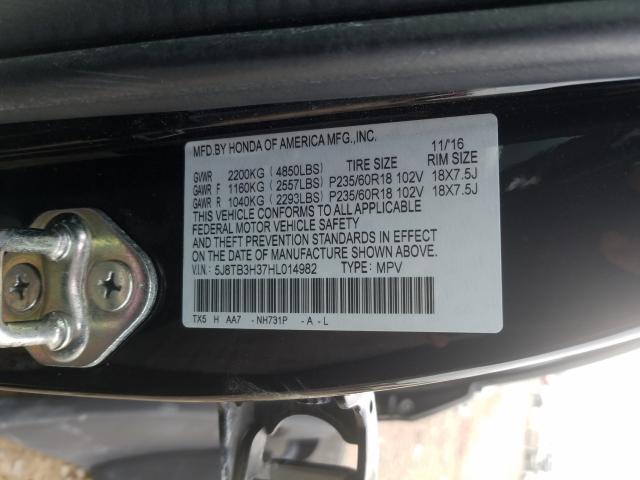 MFD.BY HONDA OF AMERICA MFG.,INC. 11/16
GVWR 2200KG (4850LBS) TIRE SIZE RIM SIZE
GAWR F 1160KG (2557LBS) P235/60R18 102V 18X7.5J
GAWR R 1040KG (2293LBS) P235/60R18 102V 18X7.5J
THIS VEHICLE CONFORMS TO ALL APPLICABLE
FEDERAL MOTOR VEHICLE SAFETY
AND THEFT PREVENTION STANDARDS IN EFFECT
ON THE DATE OF MANUFACTURE SHOWN ABOVE.
V.I.N.: 5J8TB3H37HL014982 TYPE: MPV
TX5 H AA7 - NH731P - A - L